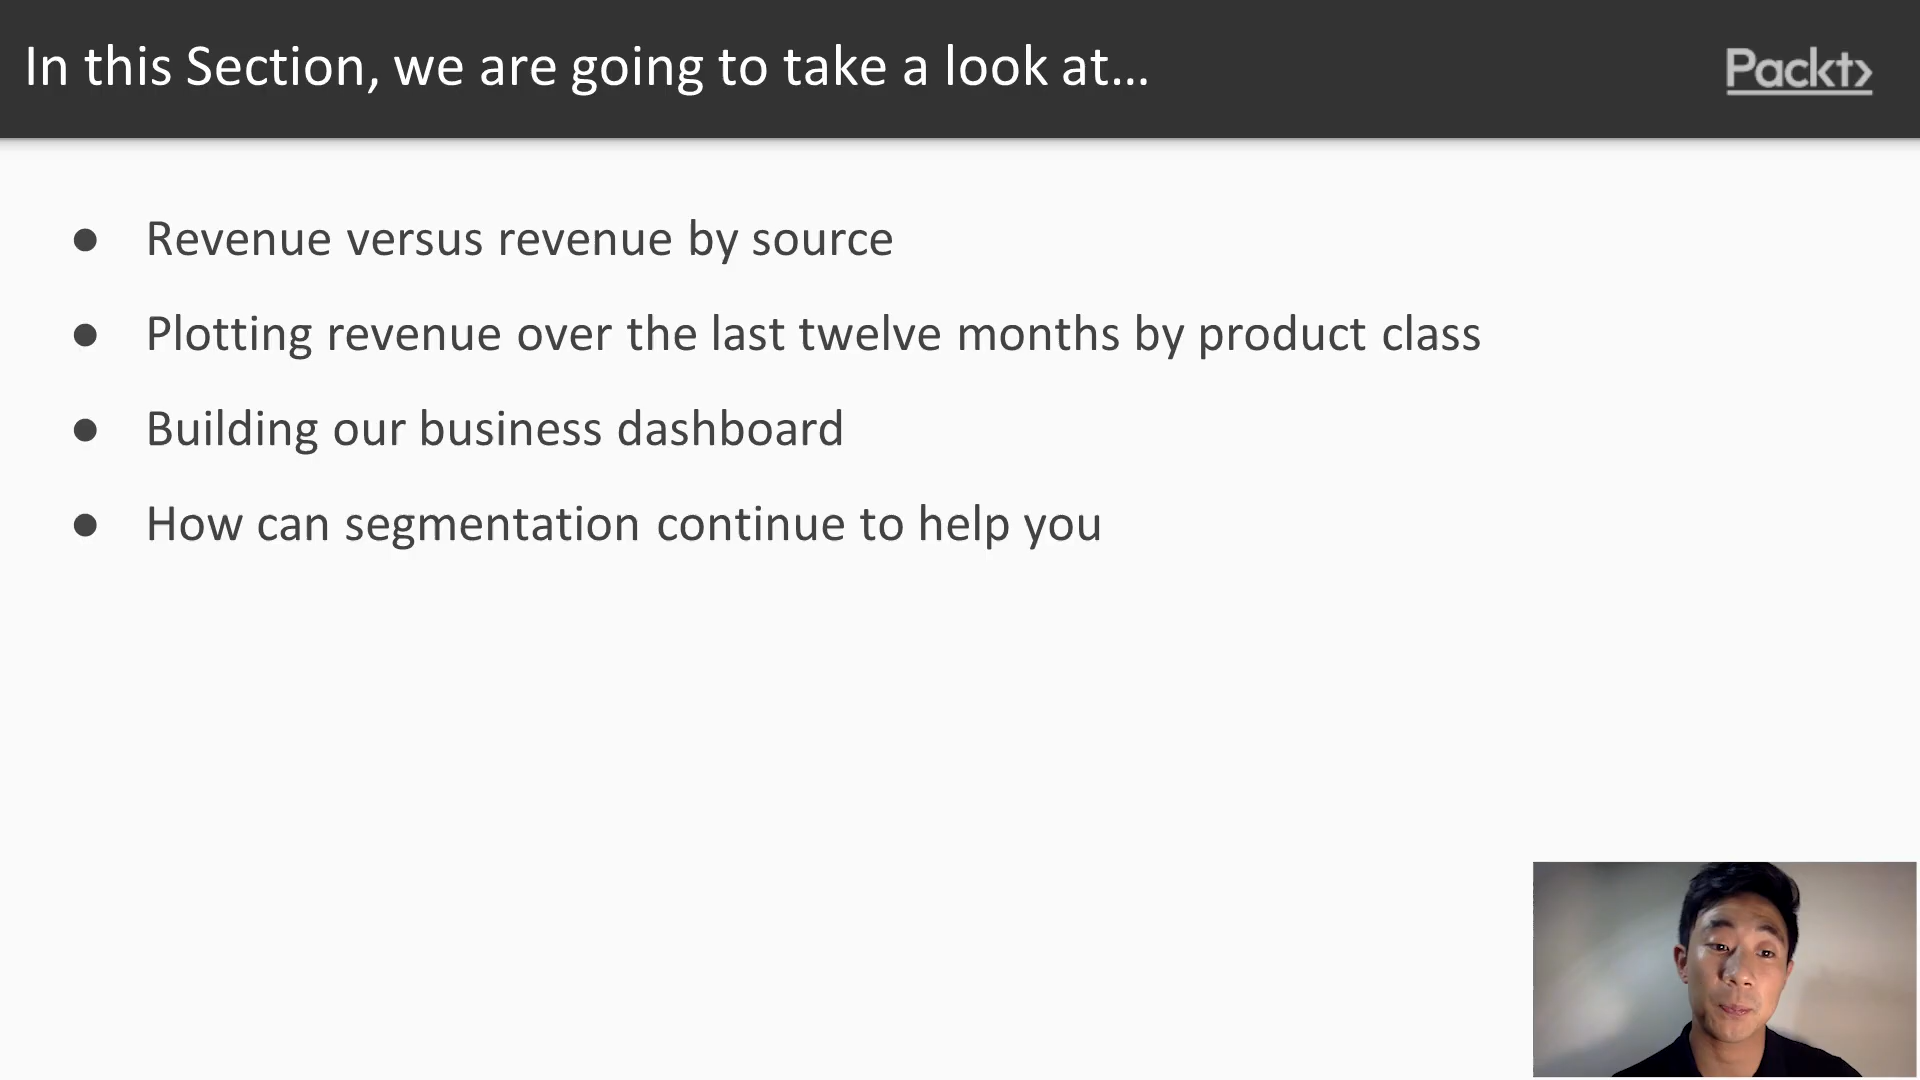 In this Section, we are going to take a look at...
Packt>
● Revenue versus revenue by source
● Plotting revenue over the last twelve months by product class
● Building our business dashboard
● How can segmentation continue to help you